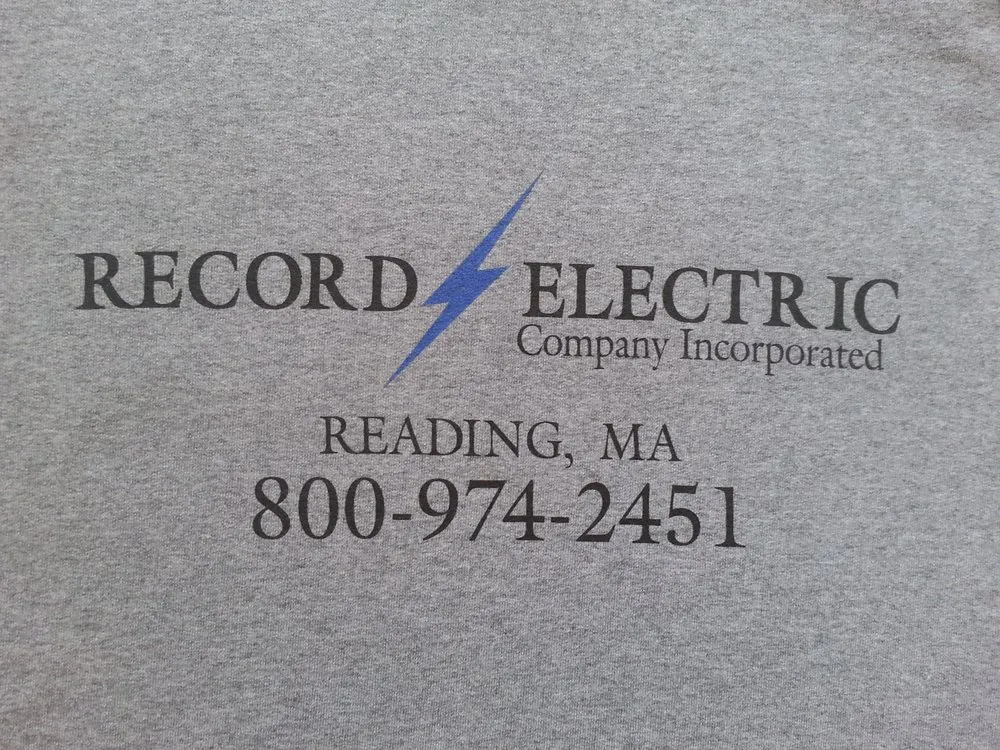 RECORD ELECTRIC
Company Incorporated
READING, MA
800-974-2451